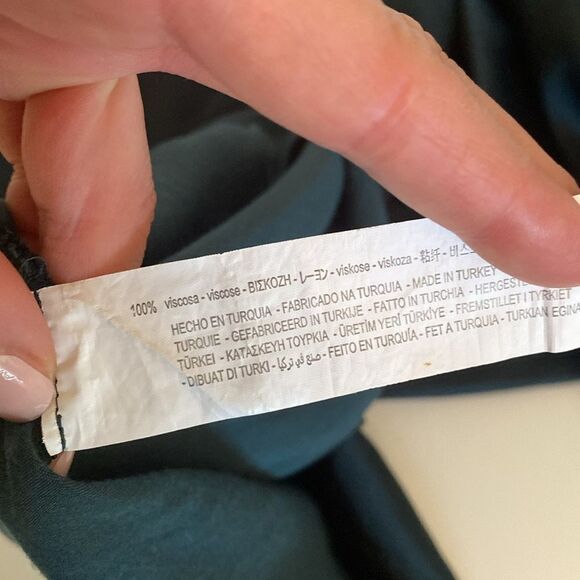 100% viscosa - viscose - ΒΙΣΚΟΖΗ - レーヨン - viskose - viskoza - 粘纤 - 비스
HECHO EN TURQUIA - FABRICADO NA TURQUIA - MADE IN TURKEY
TURQUIE - GEFABRICEERD IN TURKIJE - FATTO IN TURCHIA - HERGESTE
TÜRKEI - ΚΑΤΑΣΚΕΥΗ ΤΟΥΡΚΙΑ - ÜRETİM YERİ TÜRKİYE - FREMSTILLET I TYRKIET
- DIBUAT DI TURKI - صنع في تركيا - FEITO EN TURQUÍA - FET A TURQUIA - TURKIAN EGINA